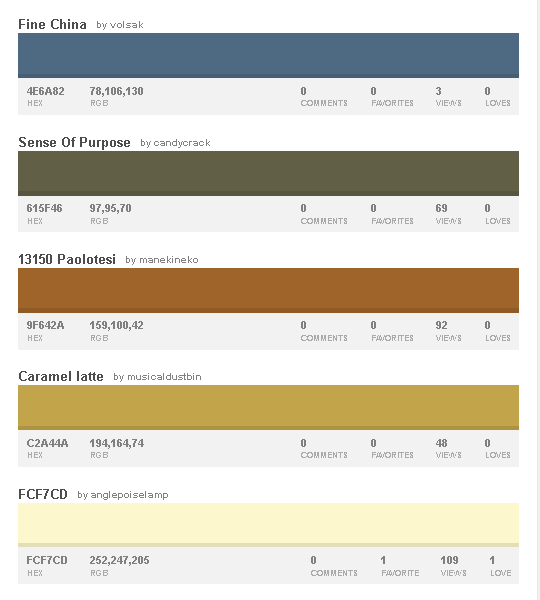 Fine China by volsak
4E6A82 78,106,130 0 0 3 0
HEX RGB COMMENTS FAVORITES VIEWS LOVES
Sense Of Purpose by candycrack
615F46 97,95,70 0 0 69 0
HEX RGB COMMENTS FAVORITES VIEWS LOVES
13150 Paolotesi by manekineko
9F642A 159,100,42 0 0 92 0
HEX RGB COMMENTS FAVORITES VIEWS LOVES
Caramel latte by musicaldustbin
C2A44A 194,164,74 0 0 48 0
HEX RGB COMMENTS FAVORITES VIEWS LOVES
FCF7CD by anglepoiselamp
FCF7CD 252,247,205 0 1 109 1
HEX RGB COMMENTS FAVORITE VIEWS LOVE